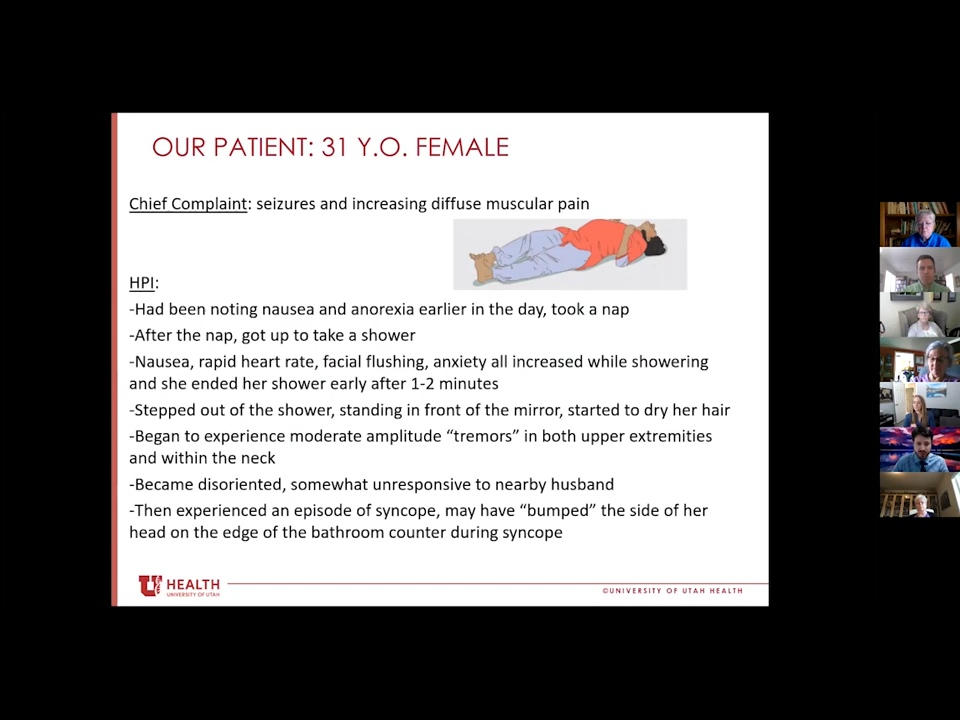 OUR PATIENT: 31 Y.O. FEMALE
Chief Complaint: seizures and increasing diffuse muscular pain
HPI:
-Had been noting nausea and anorexia earlier in the day, took a nap
-After the nap, got up to take a shower
-Nausea, rapid heart rate, facial flushing, anxiety all increased while showering
and she ended her shower early after 1-2 minutes
-Stepped out of the shower, standing in front of the mirror, started to dry her hair
-Began to experience moderate amplitude “tremors” in both upper extremities
and within the neck
-Became disoriented, somewhat unresponsive to nearby husband
-Then experienced an episode of syncope, may have “bumped” the side of her
head on the edge of the bathroom counter during syncope
HEALTH
UNIVERSITY OF UTAH
©UNIVERSITY OF UTAH HEALTH